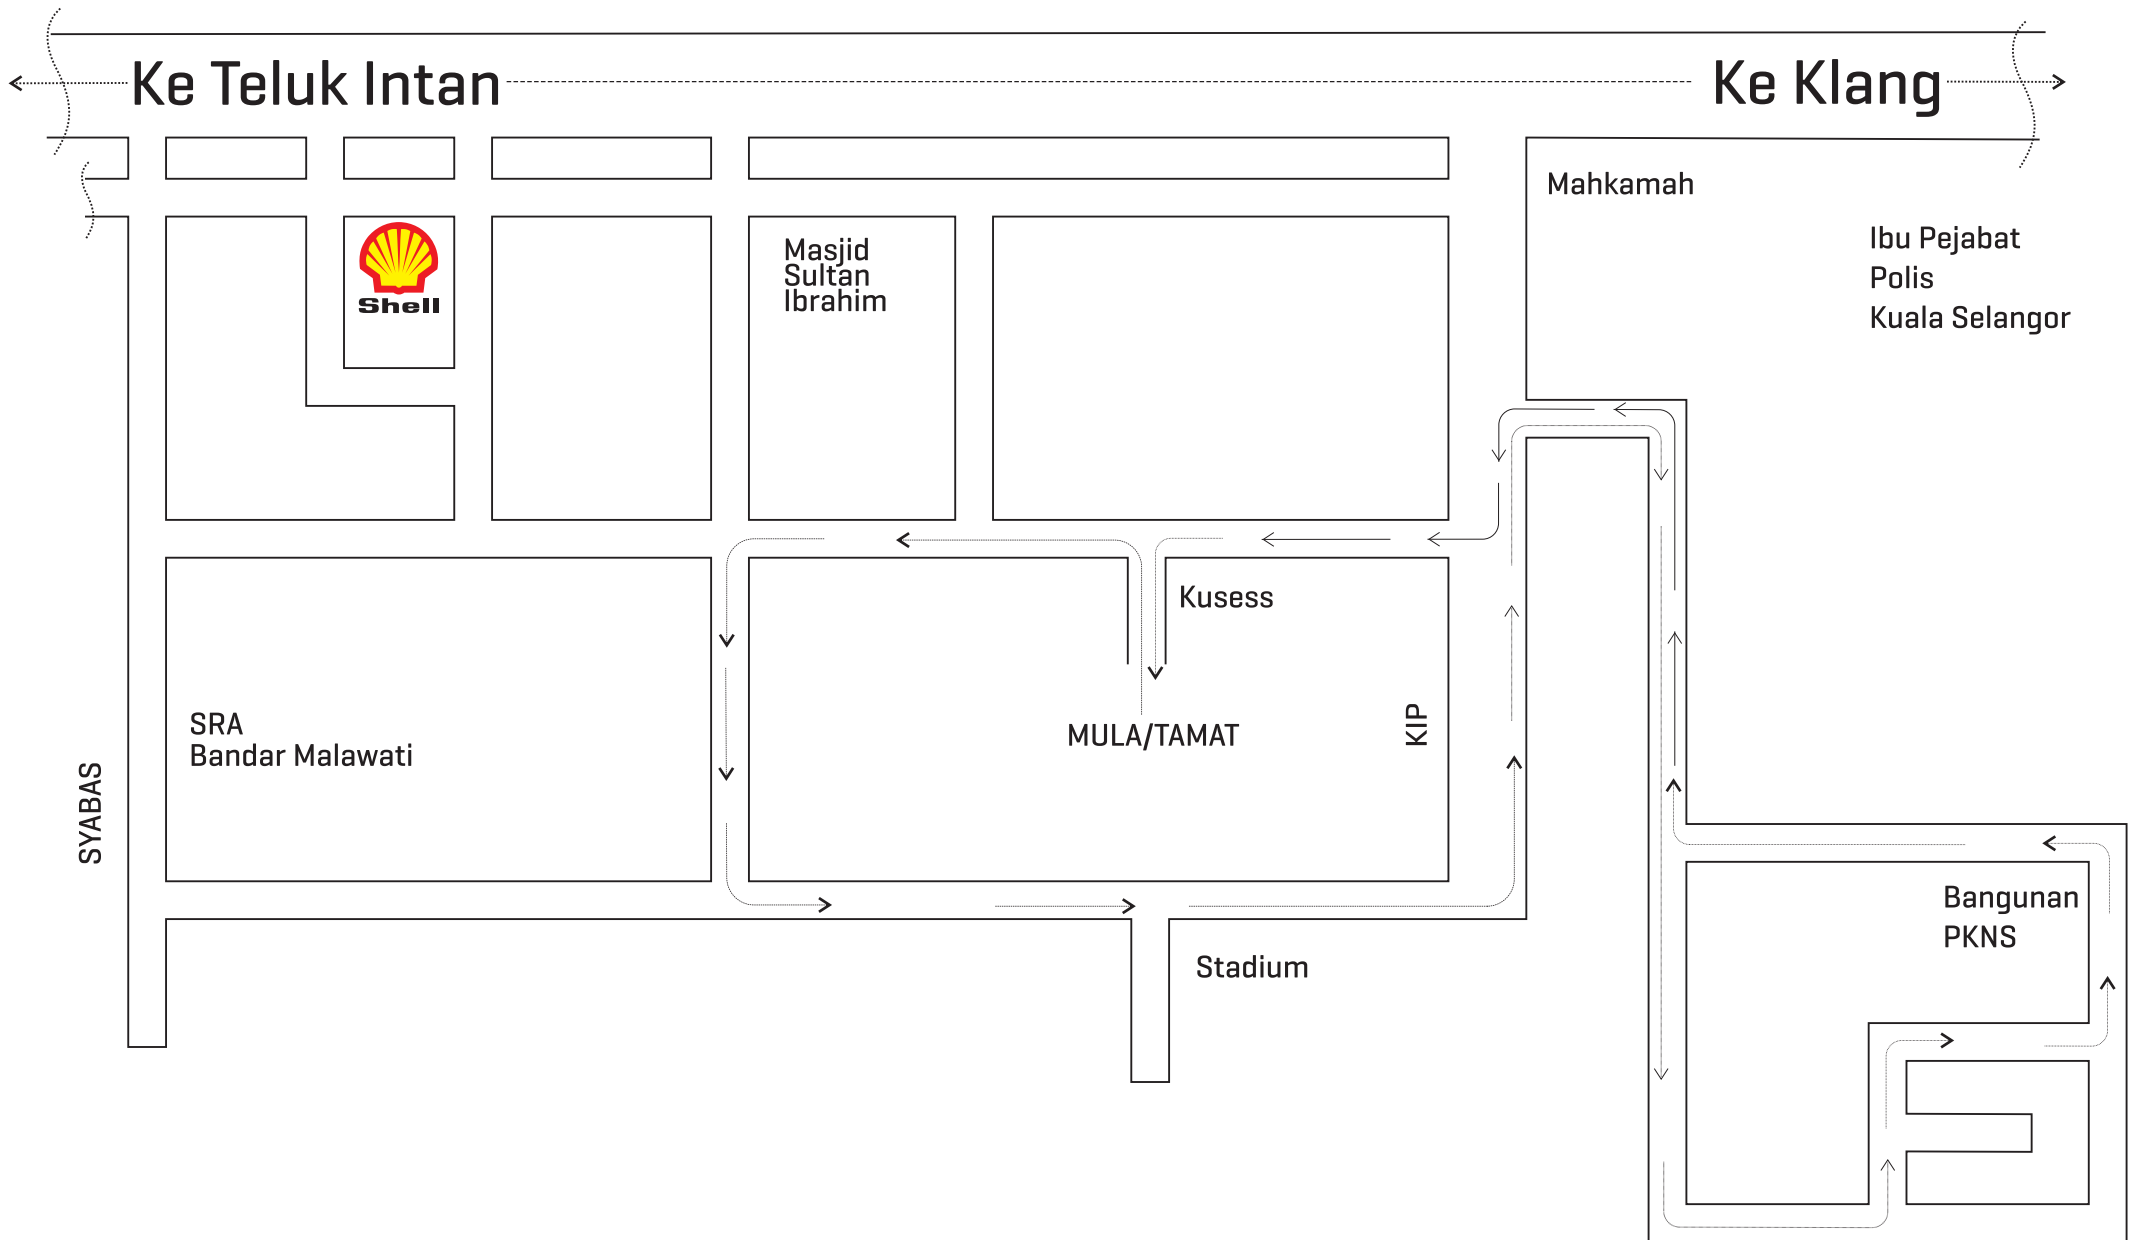 Ke Teluk Intan
Ke Klang
Mahkamah
Ibu Pejabat
Polis
Kuala Selangor
Shell
Masjid
Sultan
Ibrahim
Kusess
MULA/TAMAT
KIP
SRA
Bandar Malawati
SYABAS
Bangunan
PKNS
Stadium